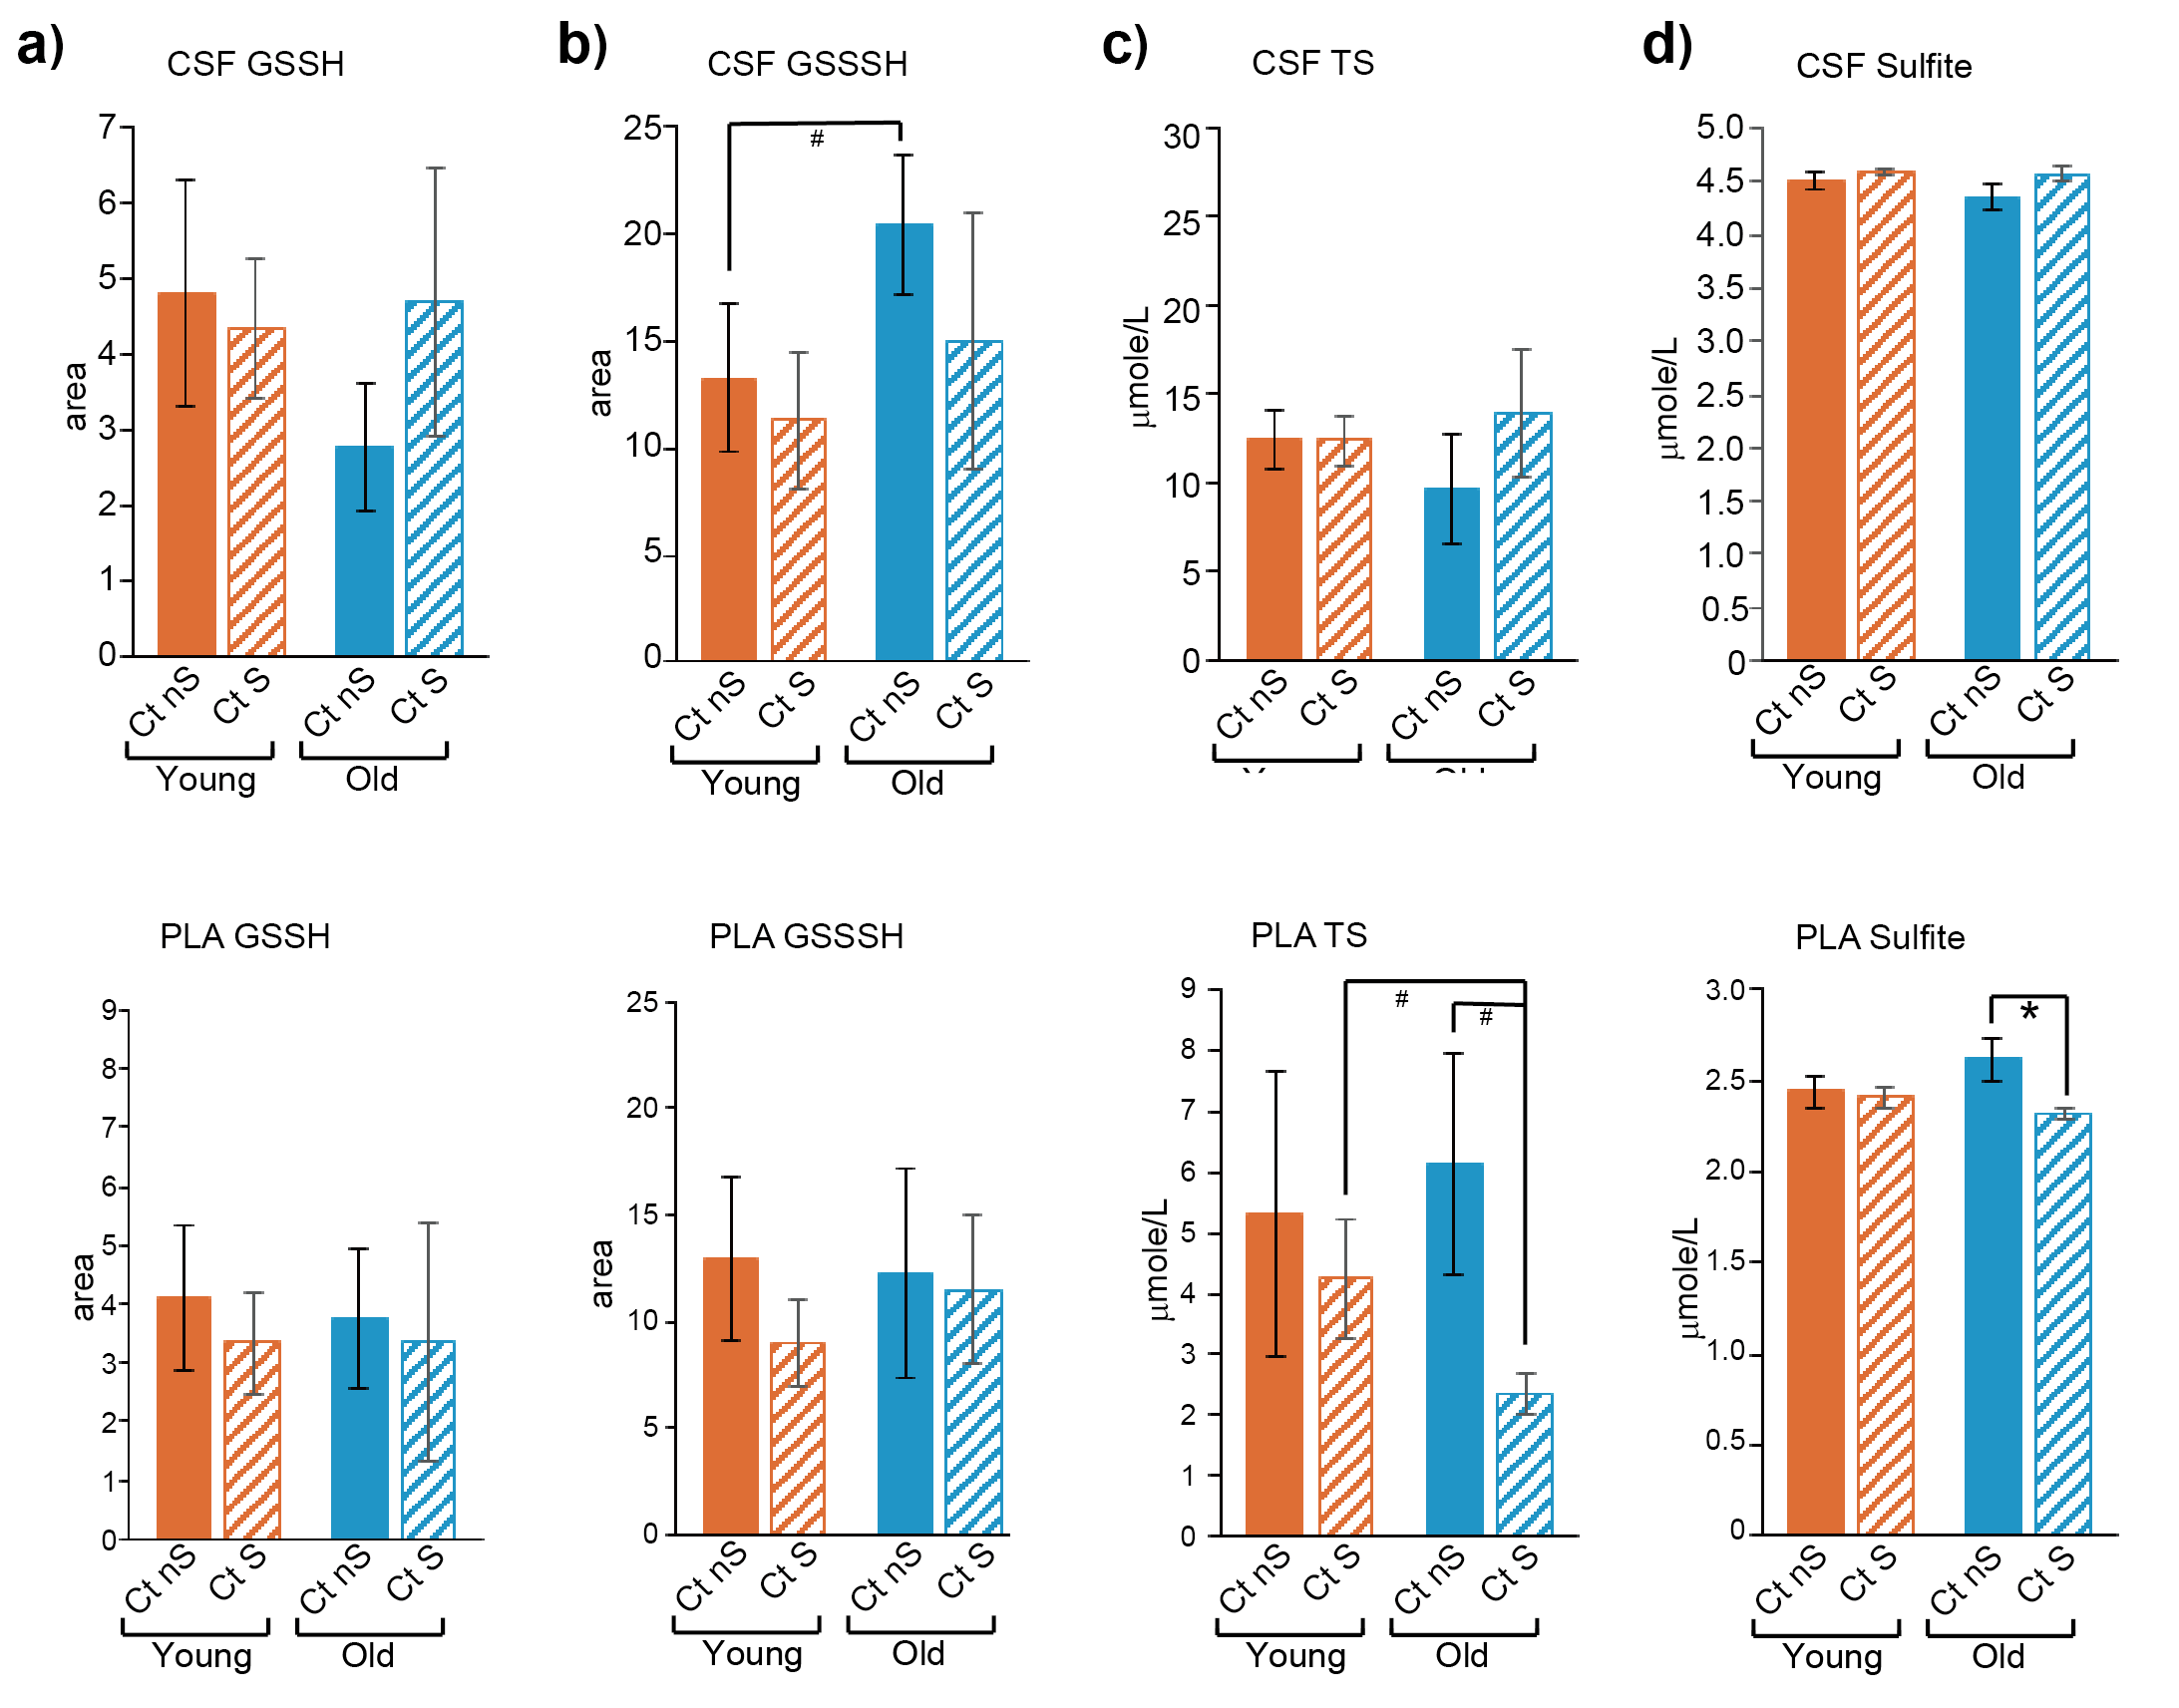 a)
CSF GSSH
7
6
5
4
3
2
1
0
area
Ct nS
Ct S
Ct nS
Ct S
Young
Old
b)
CSF GSSSH
25
20
15
10
5
0
area
#
Ct nS
Ct S
Ct nS
Ct S
Young
Old
c)
CSF TS
30
25
20
15
10
5
0
µmole/L
Ct nS
Ct S
Ct nS
Ct S
d)
CSF Sulfite
5.0
4.5
4.0
3.5
3.0
2.5
2.0
1.5
1.0
0.5
0
µmole/L
Ct nS
Ct S
Ct nS
Ct S
Young
Old
PLA GSSH
9
8
7
6
5
4
3
2
1
0
area
Ct nS
Ct S
Ct nS
Ct S
Young
Old
PLA GSSSH
25
20
15
10
5
0
area
Ct nS
Ct S
Ct nS
Ct S
Young
Old
PLA TS
9
8
7
6
5
4
3
2
1
0
µmole/L
#
#
Ct nS
Ct S
Ct nS
Ct S
Young
Old
PLA Sulfite
3.0
2.5
2.0
1.5
1.0
0.5
0
µmole/L
*
Ct nS
Ct S
Ct nS
Ct S
Young
Old